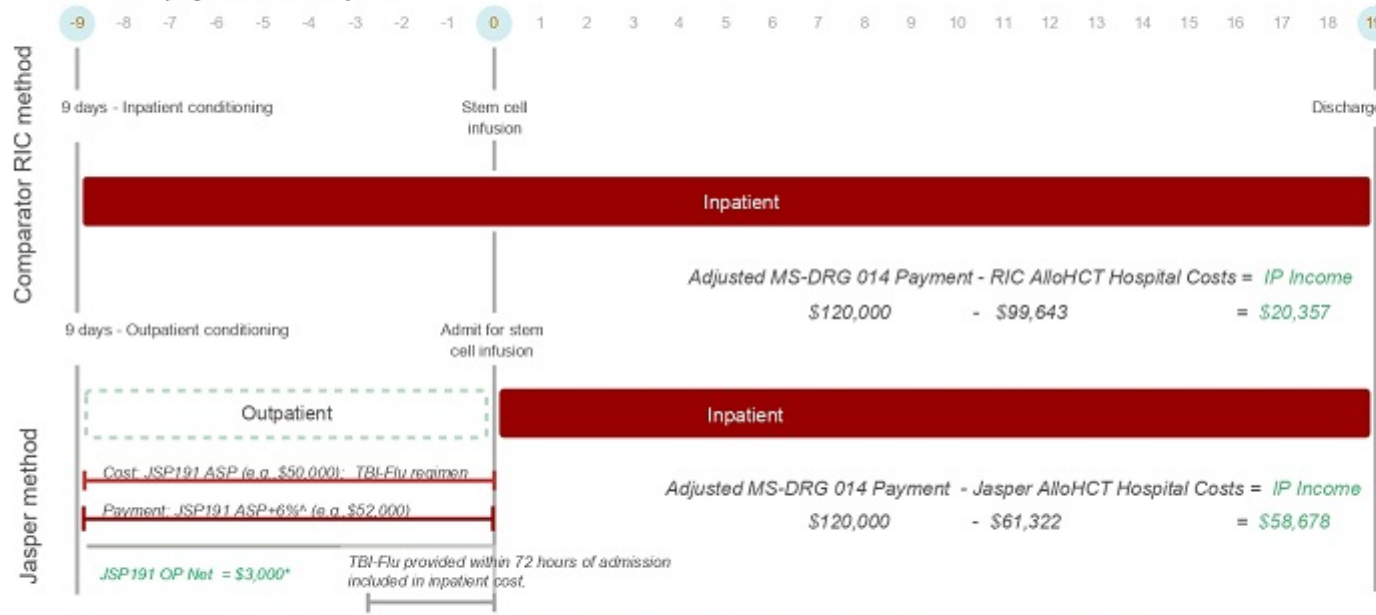 -9 -8 -7 -6 -5 -4 -3 -2 -1 0 1 2 3 4 5 6 7 8 9 10 11 12 13 14 15 16 17 18 19
Comparator RIC method
9 days - Inpatient conditioning
Stem cell
infusion
Discharge
Inpatient
Adjusted MS-DRG 014 Payment - RIC AlloHCT Hospital Costs = IP Income
$120,000 - $99,643 = $20,357
9 days - Outpatient conditioning
Admit for stem
cell infusion
Jasper method
Outpatient
Inpatient
Cost: JSP191 ASP (e.g., $50,000); TBI-Flu regimen
Payment: JSP191 ASP+6%^ (e.g., $52,000)
Adjusted MS-DRG 014 Payment - Jasper AlloHCT Hospital Costs = IP Income
$120,000 - $61,322 = $58,678
JSP191 OP Net = $3,000*
TBI-Flu provided within 72 hours of admission
included in inpatient cost.